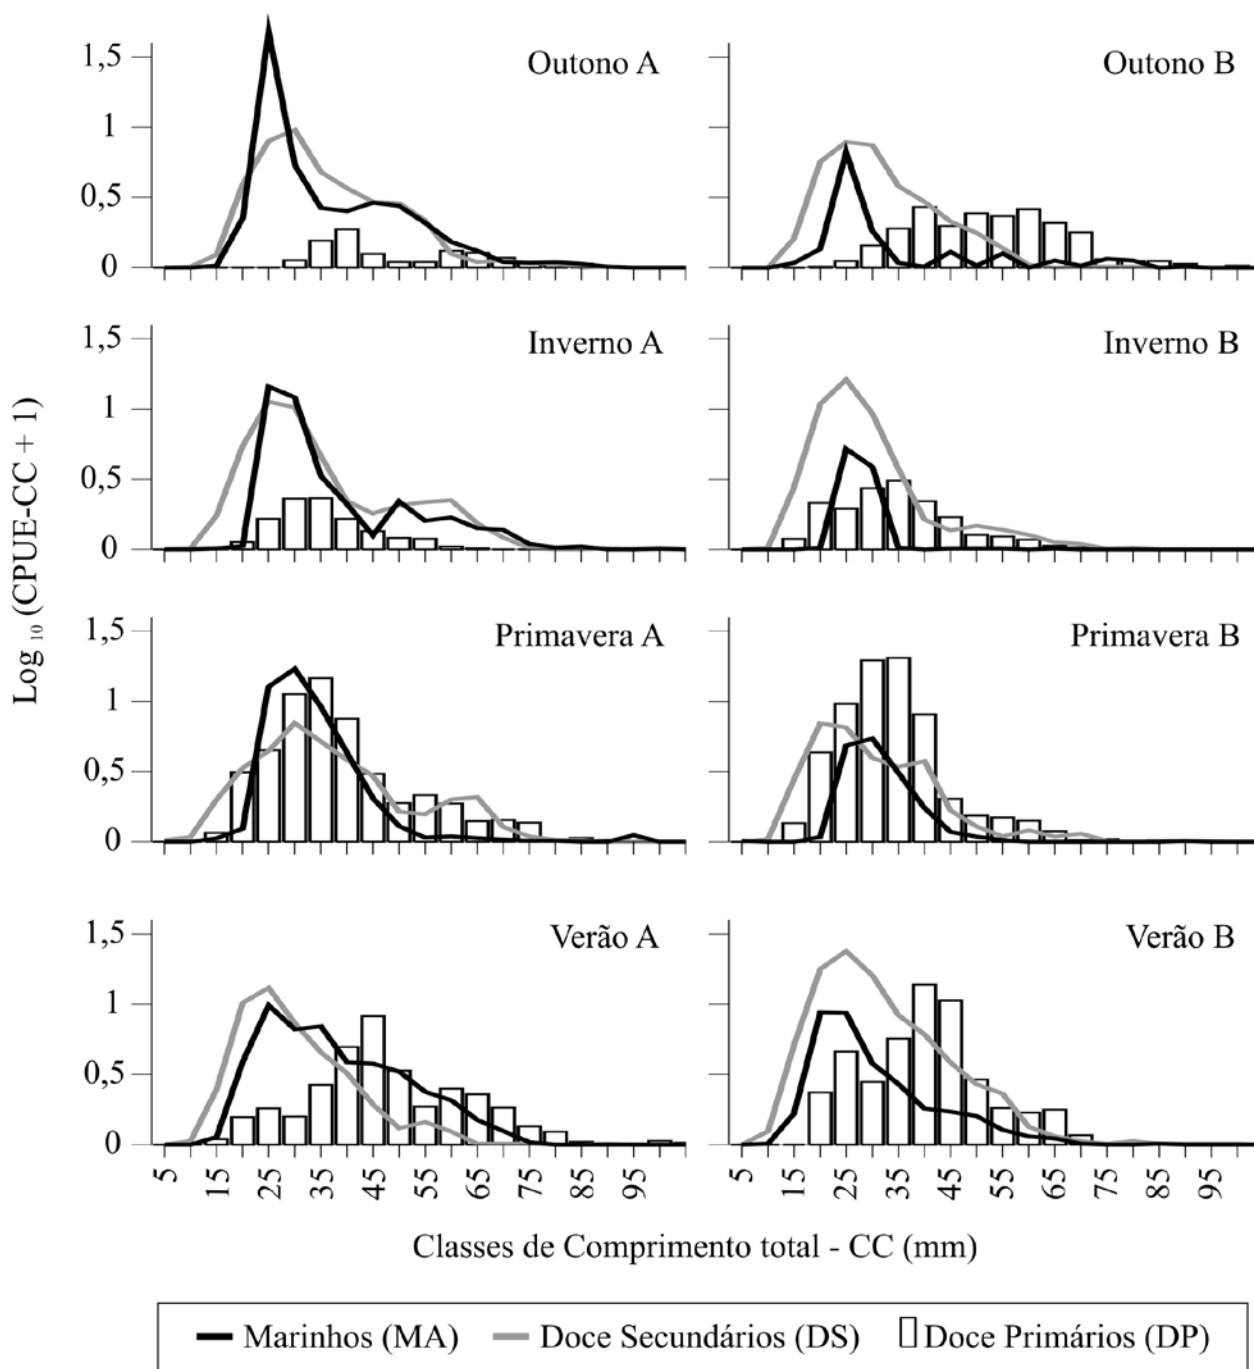 Outono A
Outono B
1,5
1
0,5
0
Inverno A
Inverno B
1,5
1
0,5
0
Primavera A
Primavera B
1,5
1
0,5
0
Verão A
Verão B
1,5
1
0,5
0
Log 10 (CPUE-CC + 1)
5 15 25 35 45 55 65 75 85 95
5 15 25 35 45 55 65 75 85 95
Classes de Comprimento total - CC (mm)
Marinhos (MA) Doce Secundários (DS) Doce Primários (DP)